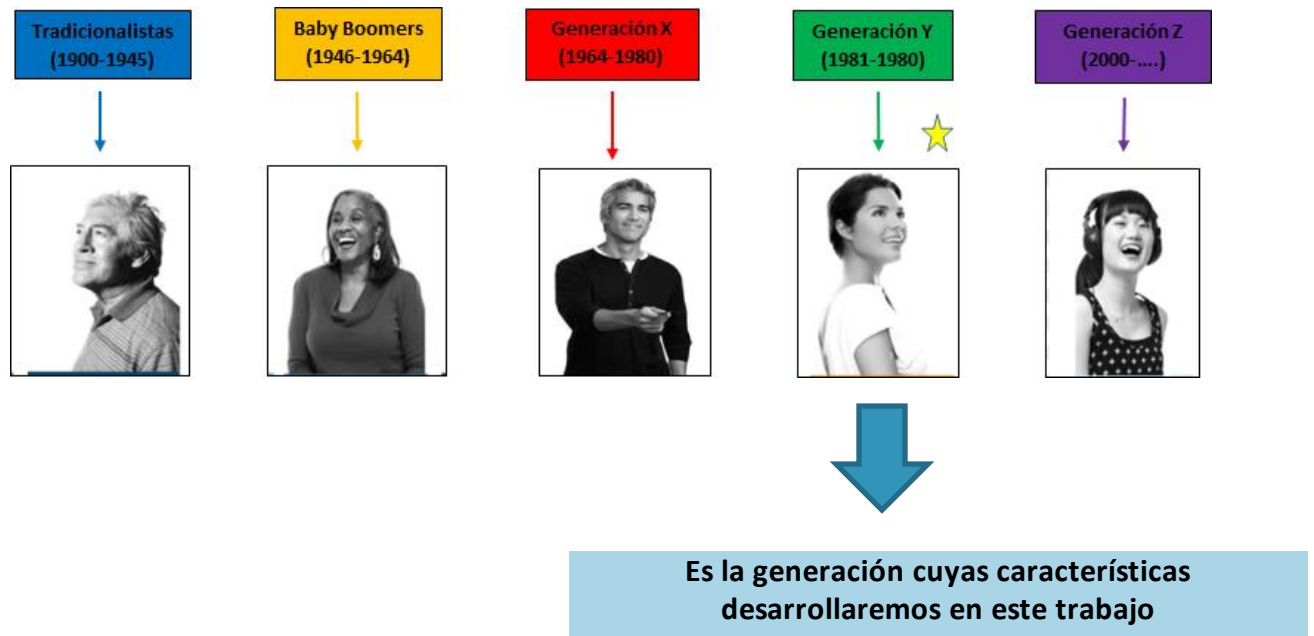 Tradicionalistas
(1900-1945)
Baby Boomers
(1946-1964)
Generación X
(1964-1980)
Generación Y
(1981-1980)
Generación Z
(2000-....)
Es la generación cuyas características
desarrollaremos en este trabajo